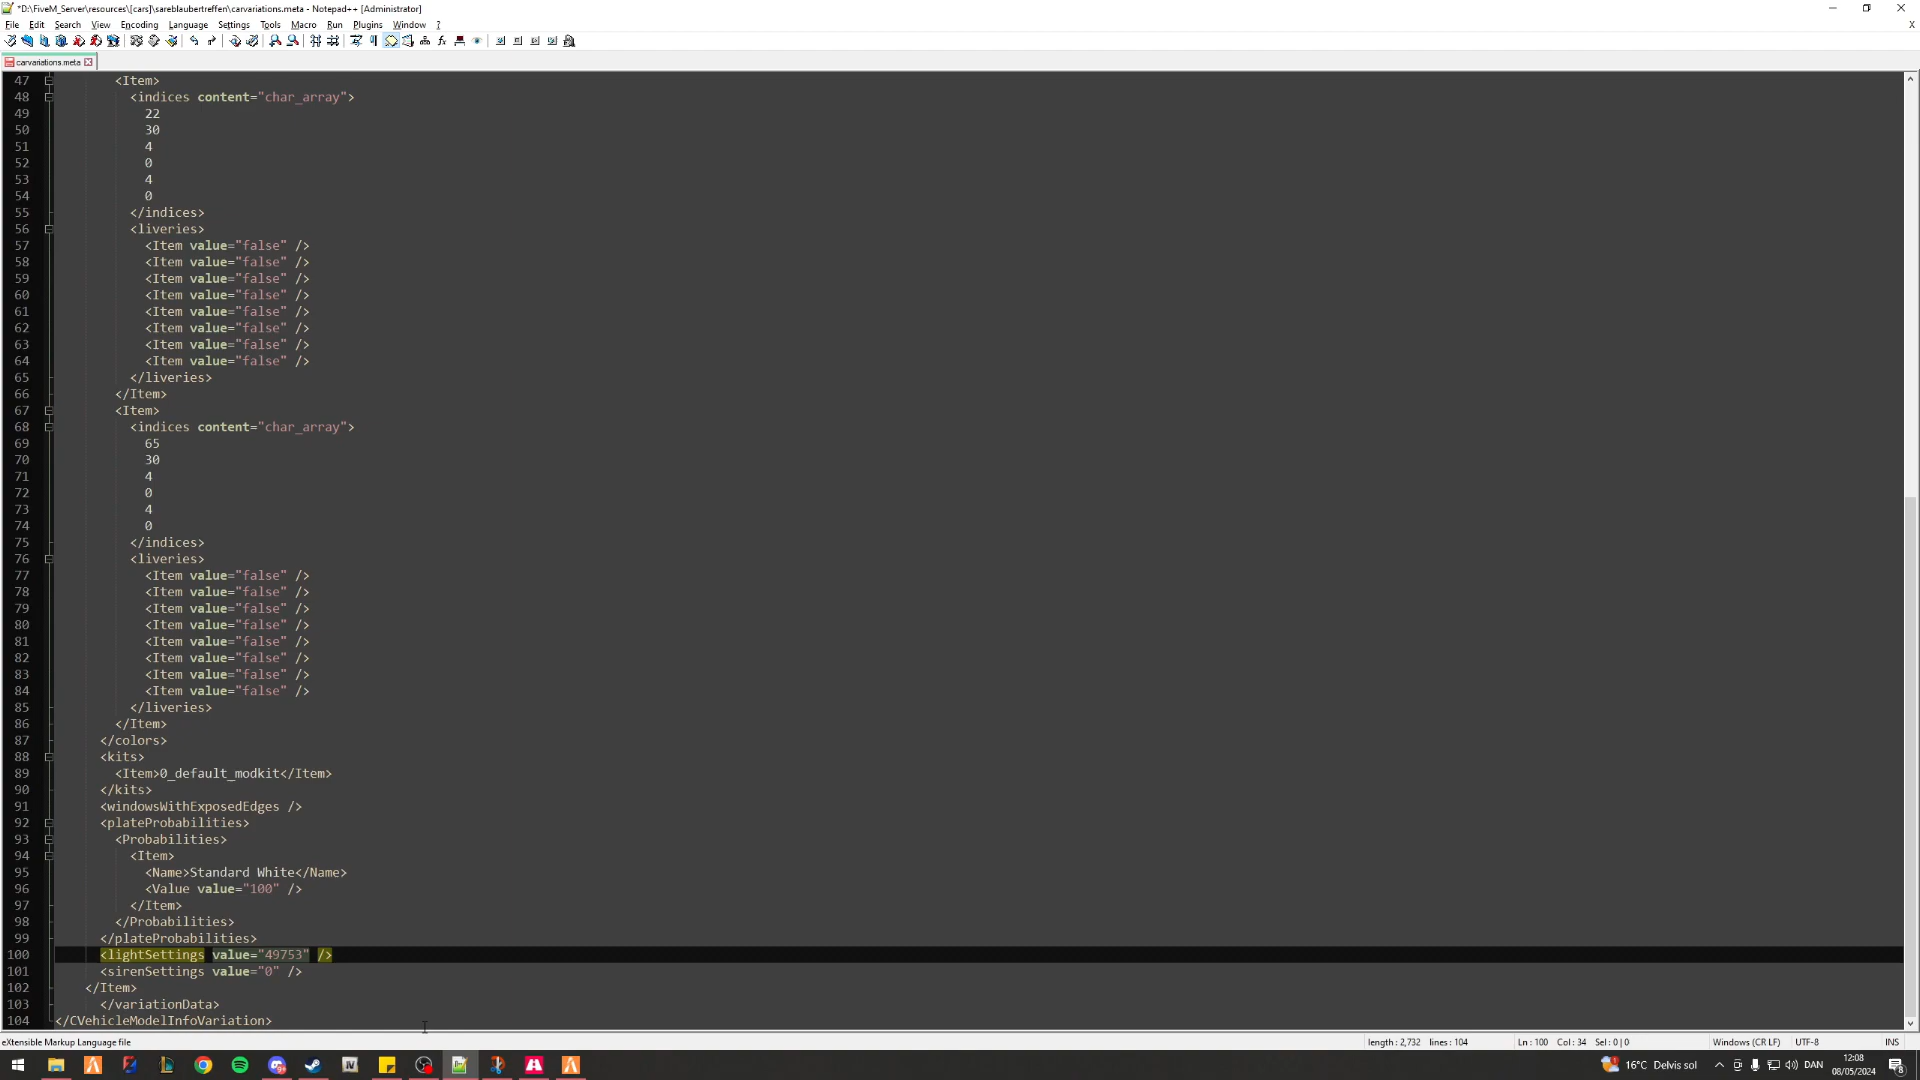 *D:\FiveM_Server\resources\[cars]\sareblaubertreffen\carvariations.meta - Notepad++ [Administrator]
File Edit Search View Encoding Language Settings Tools Macro Run Plugins Window ? X
carvariations.meta
47 <Item>
48 <indices content="char_array">
49 22
50 30
51 4
52 0
53 4
54 0
55 </indices>
56 <liveries>
57 <Item value="false" />
58 <Item value="false" />
59 <Item value="false" />
60 <Item value="false" />
61 <Item value="false" />
62 <Item value="false" />
63 <Item value="false" />
64 <Item value="false" />
65 </liveries>
66 </Item>
67 <Item>
68 <indices content="char_array">
69 65
70 30
71 4
72 0
73 4
74 0
75 </indices>
76 <liveries>
77 <Item value="false" />
78 <Item value="false" />
79 <Item value="false" />
80 <Item value="false" />
81 <Item value="false" />
82 <Item value="false" />
83 <Item value="false" />
84 <Item value="false" />
85 </liveries>
86 </Item>
87 </colors>
88 <kits>
89 <Item>0_default_modkit</Item>
90 </kits>
91 <windowsWithExposedEdges />
92 <plateProbabilities>
93 <Probabilities>
94 <Item>
95 <Name>Standard White</Name>
96 <Value value="100" />
97 </Item>
98 </Probabilities>
99 </plateProbabilities>
100 <lightSettings value="49753" />
101 <sirenSettings value="0" />
102 </Item>
103 </variationData>
104 </CVehicleModelInfoVariation>
eXtensible Markup Language file length : 2,732 lines : 104 Ln : 100 Col : 34 Sel : 0 | 0 Windows (CR LF) UTF-8 INS
IV 1 16°C Delvis sol DAN 12:08 8
08/05/2024